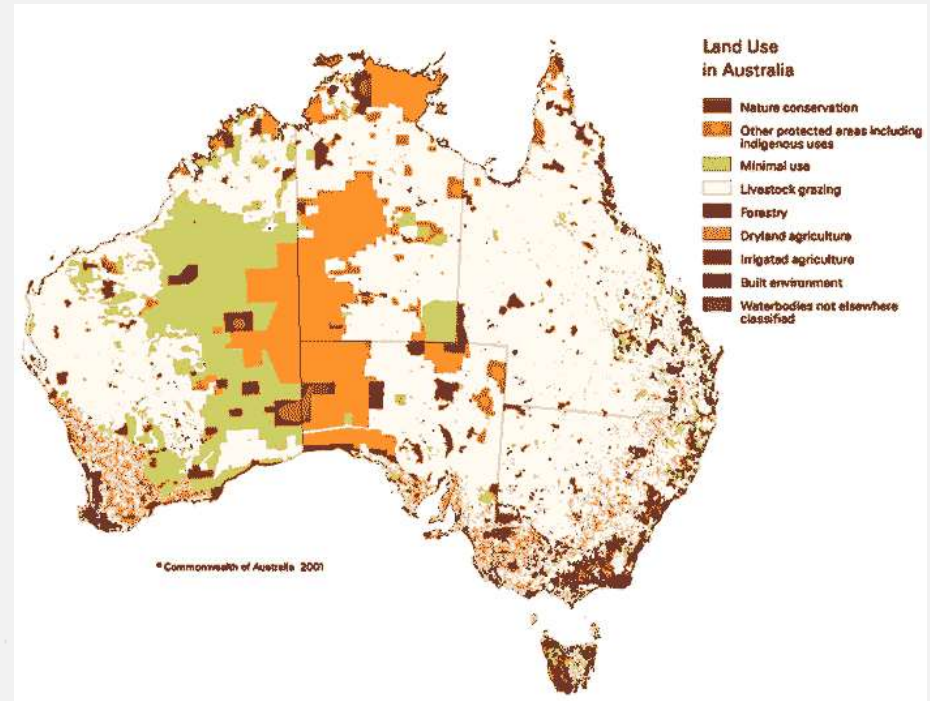 Land Use
in Australia
Nature conservation
Other protected areas including
indigenous uses
Minimal use
Livestock grazing
Forestry
Dryland agriculture
Irrigated agriculture
Built environment
Waterbodies not elsewhere
classified
© Commonwealth of Australia 2001